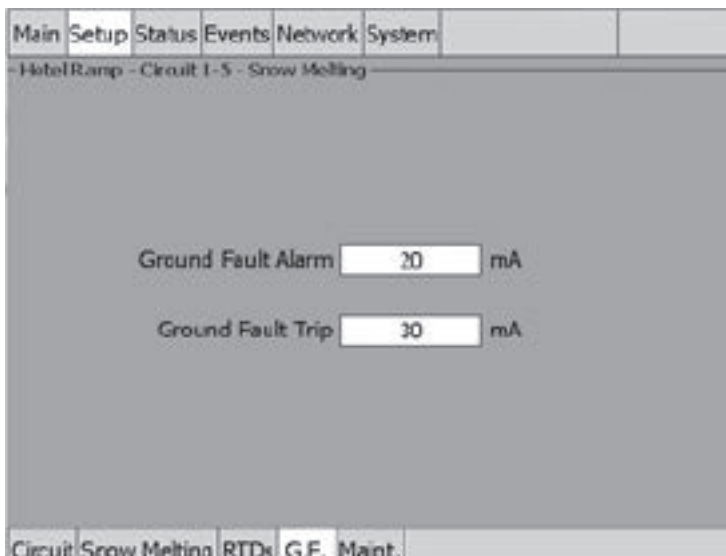 Main Setup Status Events Network System
Hotel Ramp - Circuit 1-5 - Snow Melting
Ground Fault Alarm 20 mA
Ground Fault Trip 30 mA
Circuit Snow Melting RTDs G.F. Maint.